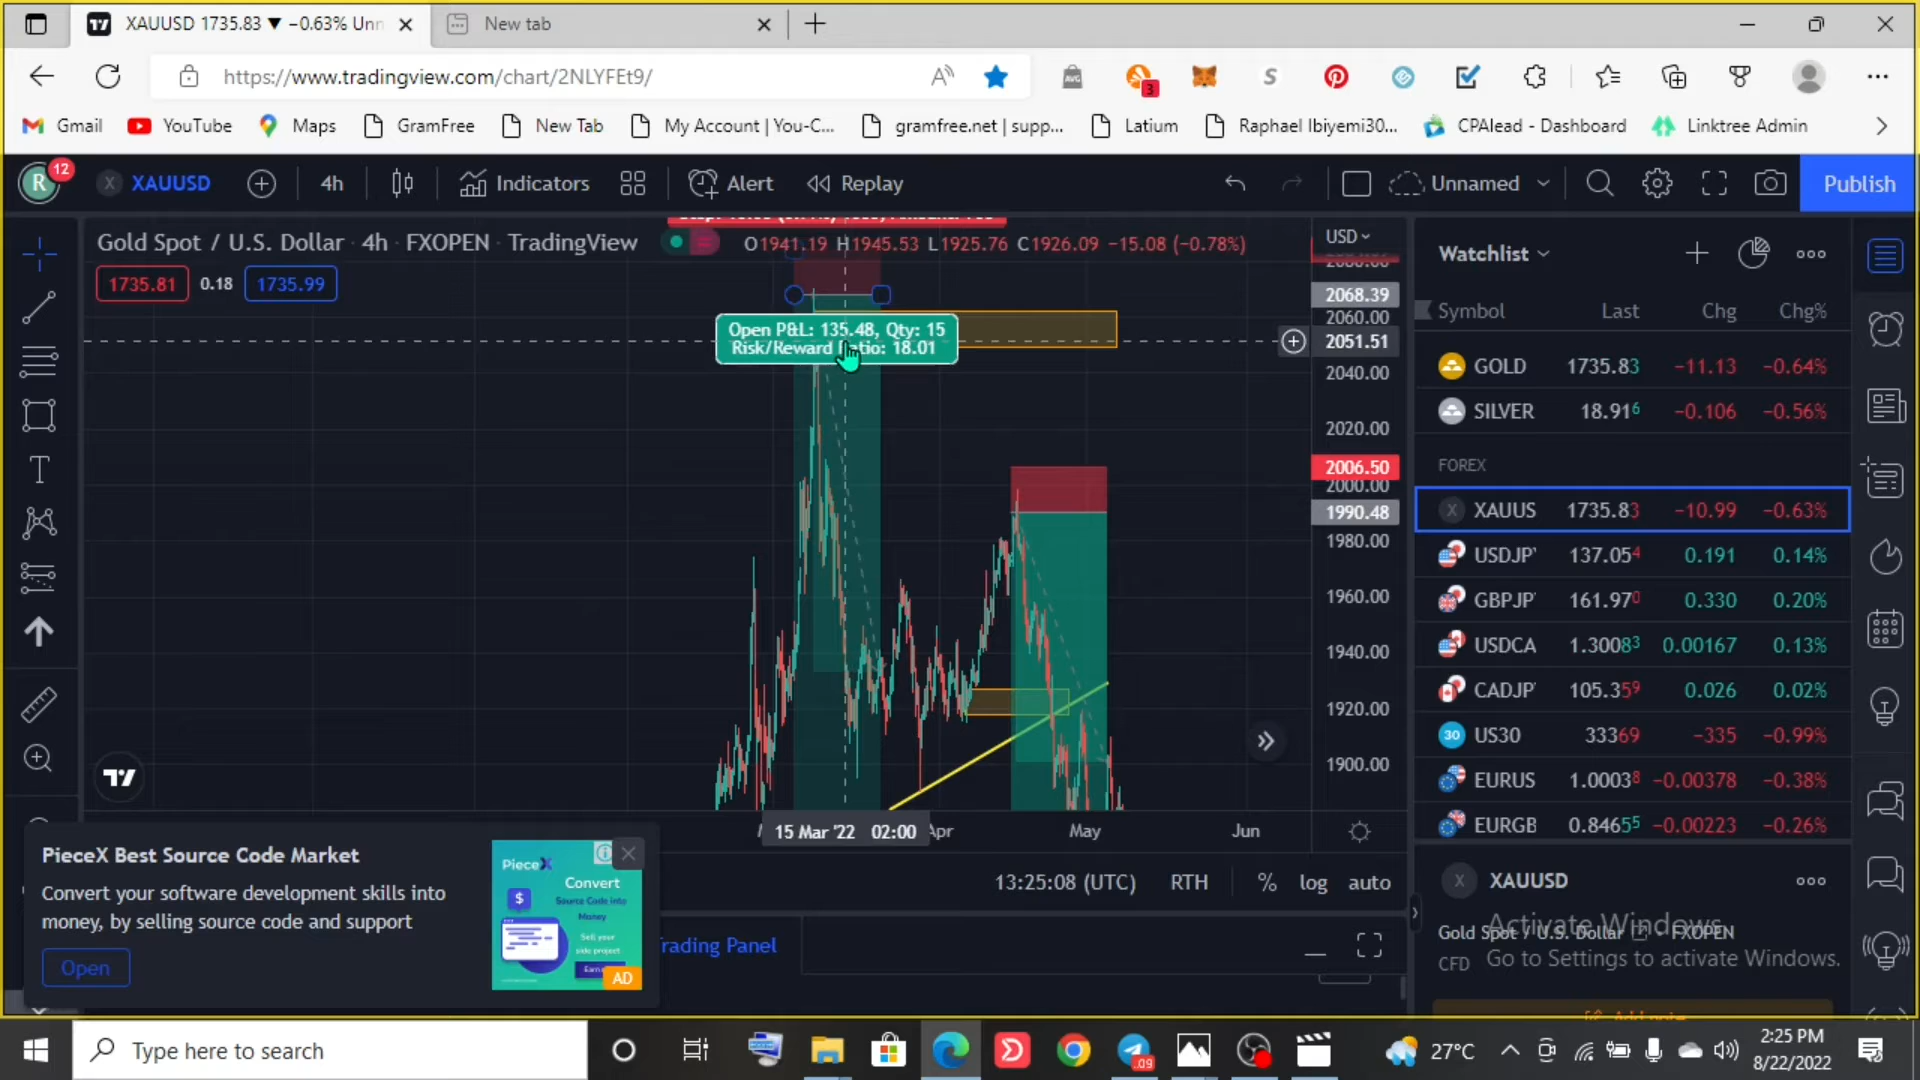 XAUUSD 1735.83 ▼ −0.63% Unn
New tab
https://www.tradingview.com/chart/2NLYFEt9/
Gmail
YouTube
Maps
GramFree
New Tab
My Account | You-C...
gramfree.net | supp...
Latium
Raphael Ibiyemi30...
CPAlead - Dashboard
Linktree Admin
R
12
XAUUSD
4h
Indicators
Alert
Replay
Unnamed
Publish
Gold Spot / U.S. Dollar · 4h · FXOPEN · TradingView
O1941.19 H1945.53 L1925.76 C1926.09 −15.08 (−0.78%)
USD
1735.81
0.18
1735.99
Open P&L: 135.48, Qty: 15
Risk/Reward Ratio: 18.01
2068.39
2060.00
2051.51
2040.00
2020.00
2006.50
2000.00
1990.48
1980.00
1960.00
1940.00
1920.00
1900.00
15 Mar '22 02:00
Apr
May
Jun
13:25:08 (UTC)
RTH
%
log
auto
Trading Panel
Watchlist
Symbol Last Chg Chg%
GOLD 1735.83 −11.13 −0.64%
SILVER 18.916 −0.106 −0.56%
FOREX
XAUUS 1735.83 −10.99 −0.63%
USDJP 137.054 0.191 0.14%
GBPJP 161.970 0.330 0.20%
USDCA 1.30083 0.00167 0.13%
CADJP 105.359 0.026 0.02%
US30 33369 −335 −0.99%
EURUS 1.00038 −0.00378 −0.38%
EURGB 0.84655 −0.00223 −0.26%
XAUUSD
Gold Spot / U.S. Dollar FXOPEN
CFD
Activate Windows
Go to Settings to activate Windows.
PieceX Best Source Code Market
Convert your software development skills into
money, by selling source code and support
Open
PieceX
Convert
Source Code into
Money
Sell your
side project
AD
Type here to search
27°C
2:25 PM
8/22/2022